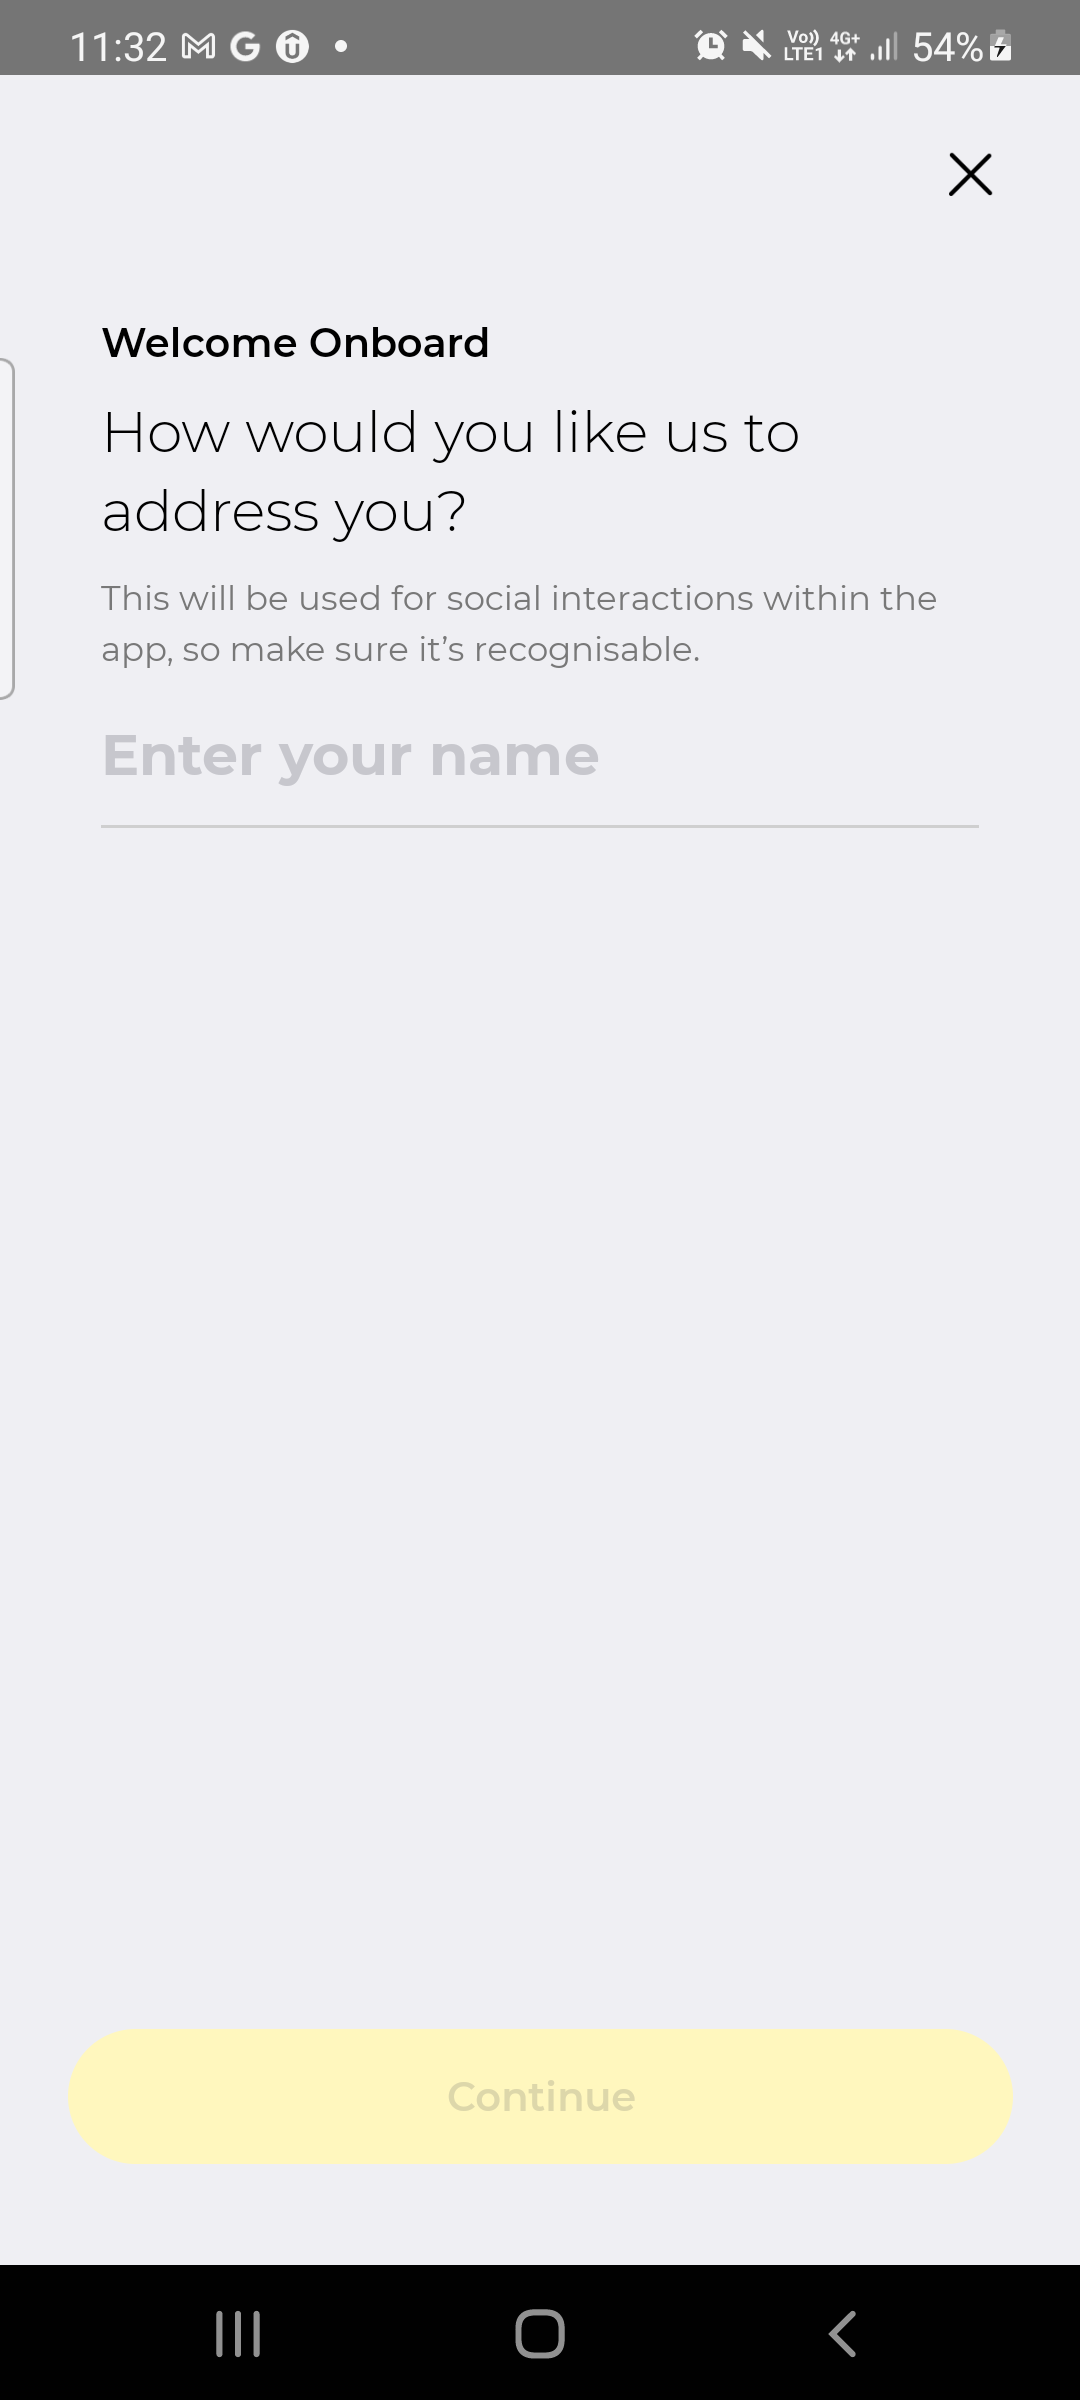 11:32
Vo)) LTE1 4G+ 54%
Welcome Onboard
How would you like us to
address you?
This will be used for social interactions within the
app, so make sure it’s recognisable.
Enter your name
Continue